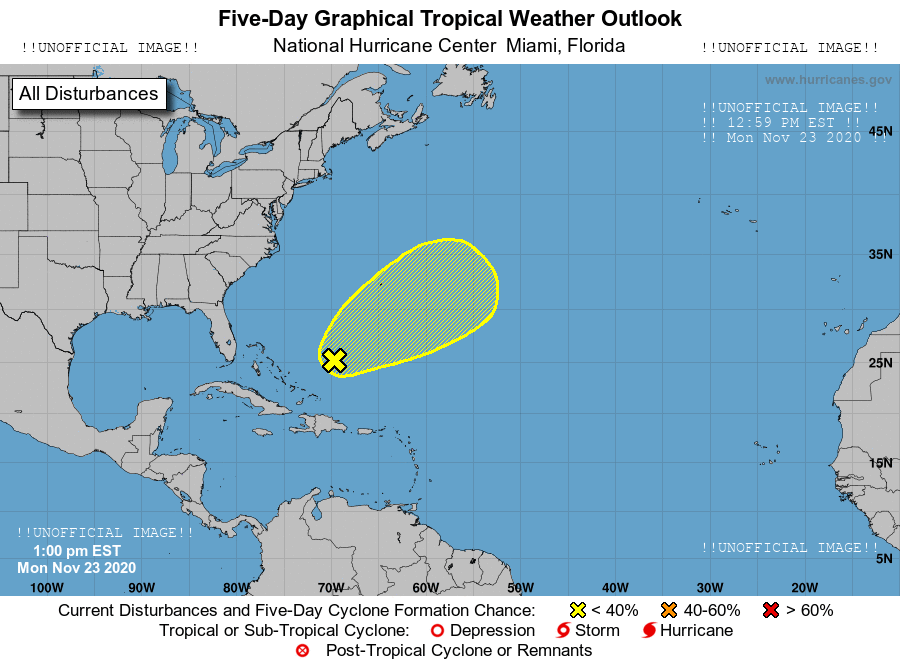 Five-Day Graphical Tropical Weather Outlook
!!UNOFFICIAL IMAGE!!
National Hurricane Center  Miami, Florida
!!UNOFFICIAL IMAGE!!
www.hurricanes.gov
All Disturbances
!!UNOFFICIAL IMAGE!!
!! 12:59 PM EST !!
!! Mon Nov 23 2020 !!
45N
35N
25N
15N
!!UNOFFICIAL IMAGE!!
!!UNOFFICIAL IMAGE!!
1:00 pm EST
5N
Mon Nov 23 2020
100W 90W 80W 70W 60W 50W 40W 30W 20W
Current Disturbances and Five-Day Cyclone Formation Chance: < 40% 40-60% > 60%
Tropical or Sub-Tropical Cyclone: Depression Storm Hurricane
Post-Tropical Cyclone or Remnants